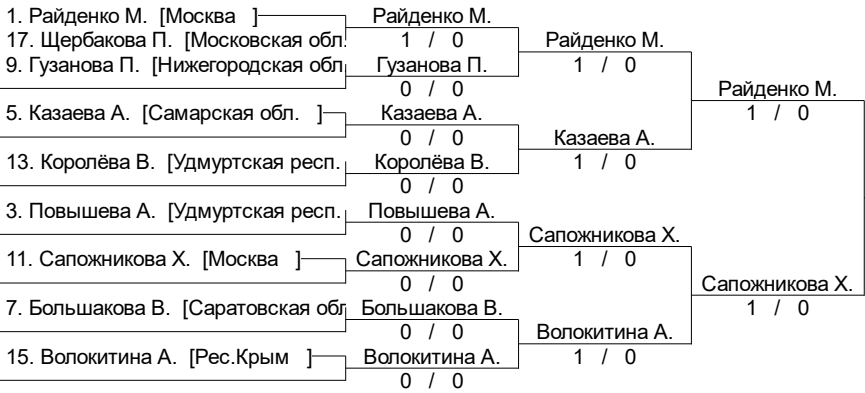 1. Райденко М. [Москва ]
Райденко М.
17. Щербакова П. [Московская обл.
1 / 0
Райденко М.
9. Гузанова П. [Нижегородская обл
Гузанова П.
1 / 0
0 / 0
Райденко М.
5. Казаева А. [Самарская обл. ]
Казаева А.
1 / 0
0 / 0
Казаева А.
13. Королёва В. [Удмуртская респ.
Королёва В.
1 / 0
0 / 0
3. Повышева А. [Удмуртская респ.
Повышева А.
0 / 0
Сапожникова Х.
11. Сапожникова Х. [Москва ]
Сапожникова Х.
1 / 0
0 / 0
Сапожникова Х.
7. Большакова В. [Саратовская обл
Большакова В.
1 / 0
0 / 0
Волокитина А.
15. Волокитина А. [Рес.Крым ]
Волокитина А.
1 / 0
0 / 0